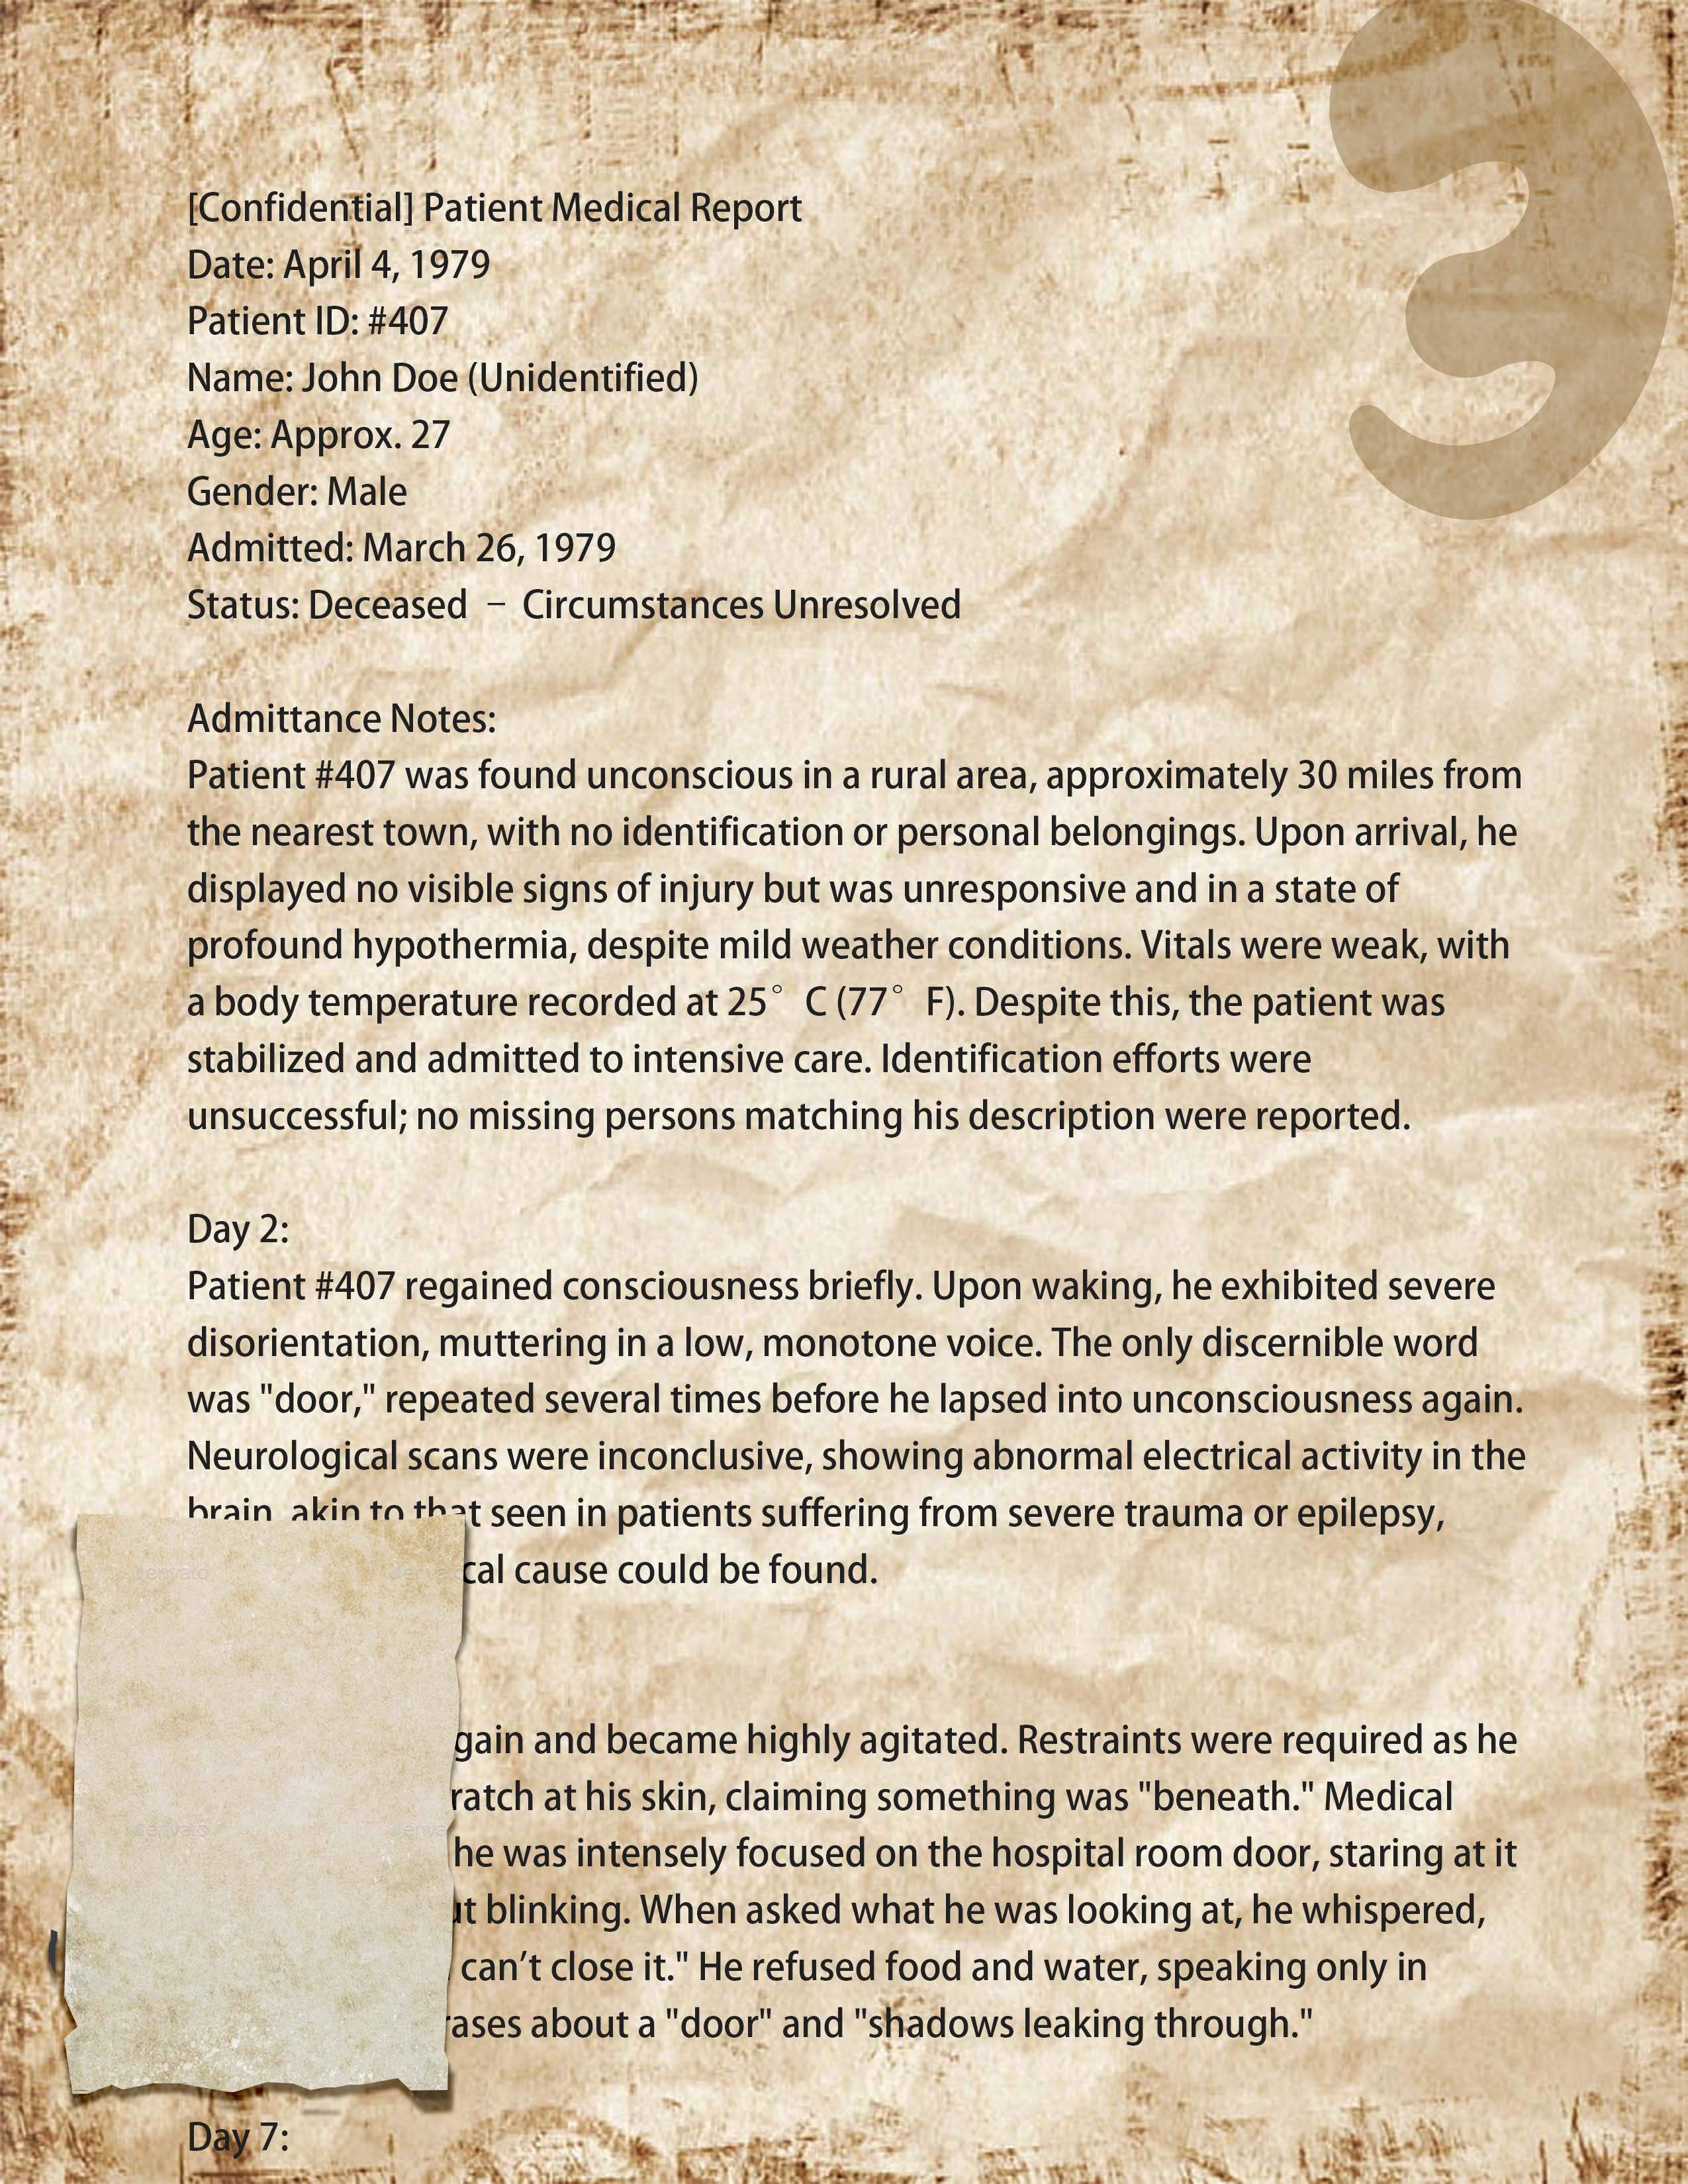 3
[Confidential] Patient Medical Report
Date: April 4, 1979
Patient ID: #407
Name: John Doe (Unidentified)
Age: Approx. 27
Gender: Male
Admitted: March 26, 1979
Status: Deceased – Circumstances Unresolved
Admittance Notes:
Patient #407 was found unconscious in a rural area, approximately 30 miles from
the nearest town, with no identification or personal belongings. Upon arrival, he
displayed no visible signs of injury but was unresponsive and in a state of
profound hypothermia, despite mild weather conditions. Vitals were weak, with
a body temperature recorded at 25° C (77° F). Despite this, the patient was
stabilized and admitted to intensive care. Identification efforts were
unsuccessful; no missing persons matching his description were reported.
Day 2:
Patient #407 regained consciousness briefly. Upon waking, he exhibited severe
disorientation, muttering in a low, monotone voice. The only discernible word
was "door," repeated several times before he lapsed into unconsciousness again.
Neurological scans were inconclusive, showing abnormal electrical activity in the
brain, akin to that seen in patients suffering from severe trauma or epilepsy,
cause could be found.
and became highly agitated. Restraints were required as he
at his skin, claiming something was "beneath." Medical
he was intensely focused on the hospital room door, staring at it
blinking. When asked what he was looking at, he whispered,
can’t close it." He refused food and water, speaking only in
about a "door" and "shadows leaking through."
Day 7: